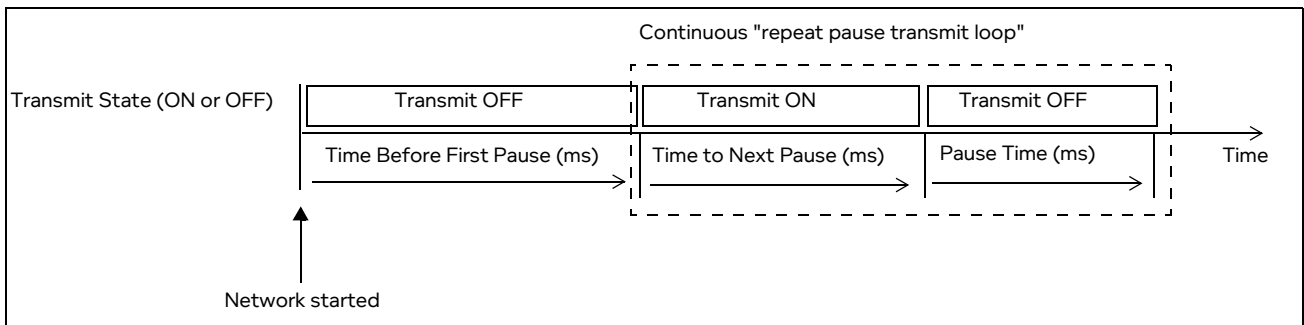 Continuous "repeat pause transmit loop"
Transmit State (ON or OFF)
Transmit OFF
Transmit ON
Transmit OFF
Time Before First Pause (ms)
Time to Next Pause (ms)
Pause Time (ms)
Time
Network started